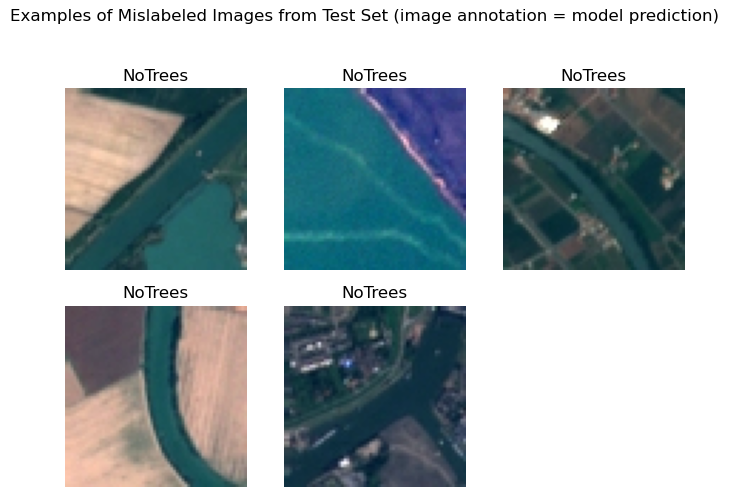 Examples of Mislabeled Images from Test Set (image annotation = model prediction)
NoTrees
NoTrees
NoTrees
NoTrees
NoTrees